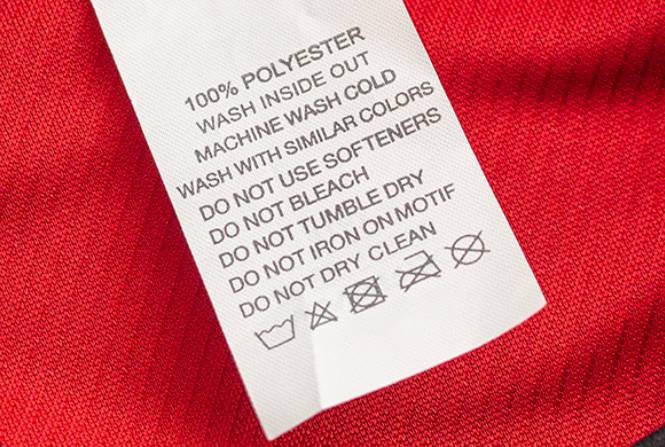 100% POLYESTER
WASH INSIDE OUT
MACHINE WASH COLD
WASH WITH SIMILAR COLORS
DO NOT USE SOFTENERS
DO NOT BLEACH
DO NOT TUMBLE DRY
DO NOT IRON ON MOTIF
DO NOT DRY CLEAN